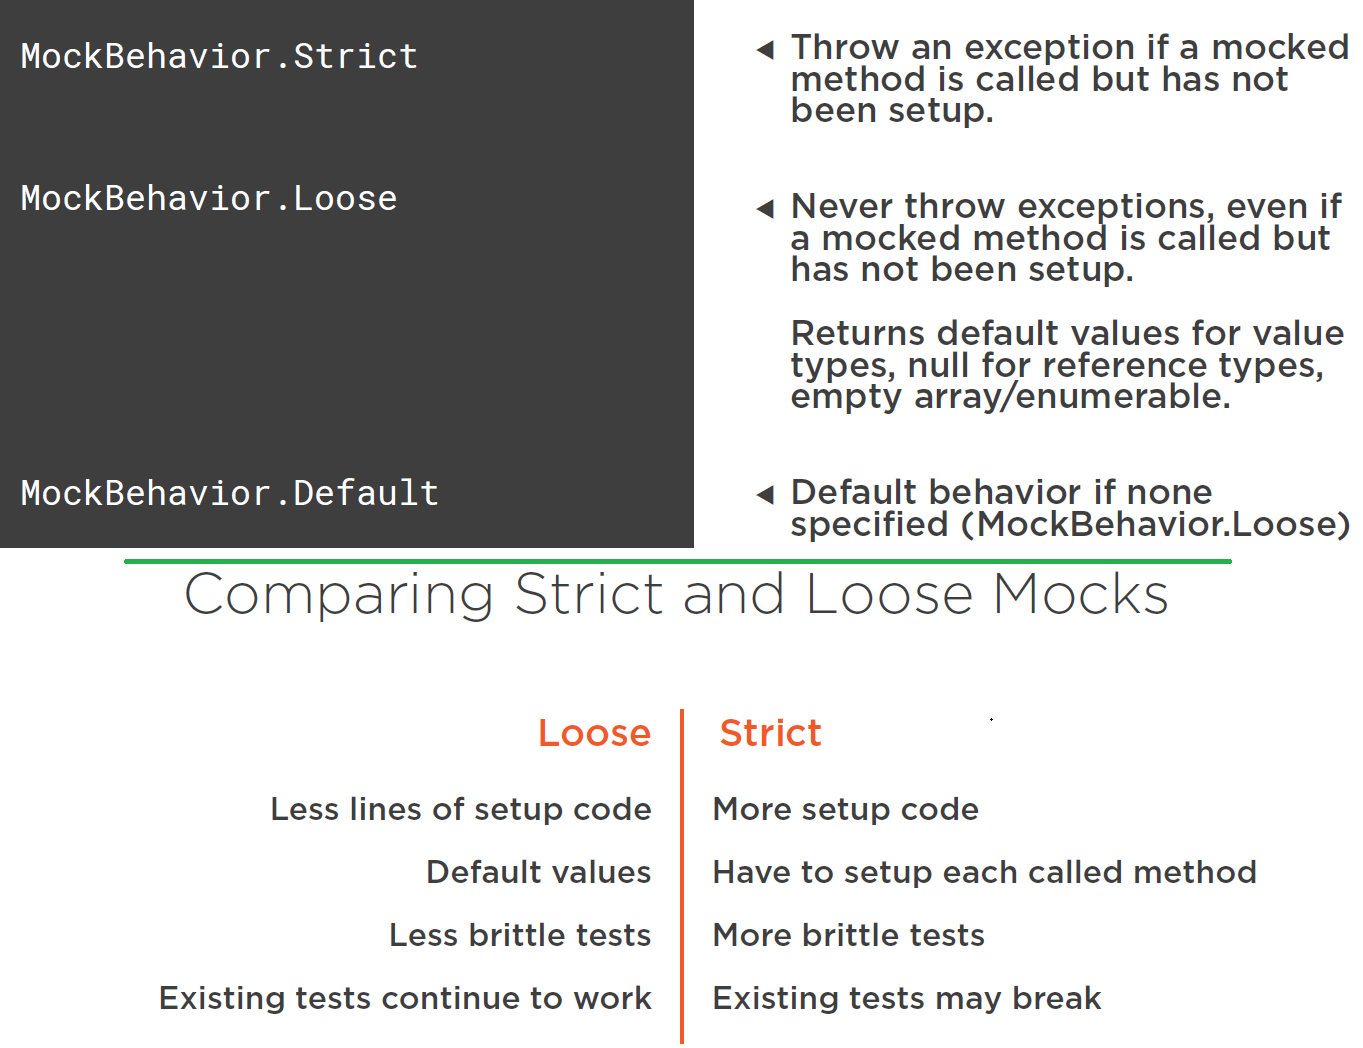 MockBehavior.Strict
Throw an exception if a mocked
method is called but has not
been setup.
MockBehavior.Loose
Never throw exceptions, even if
a mocked method is called but
has not been setup.
Returns default values for value
types, null for reference types,
empty array/enumerable.
MockBehavior.Default
Default behavior if none
specified (MockBehavior.Loose)
Comparing Strict and Loose Mocks
Loose
Strict
Less lines of setup code
More setup code
Default values
Have to setup each called method
Less brittle tests
More brittle tests
Existing tests continue to work
Existing tests may break